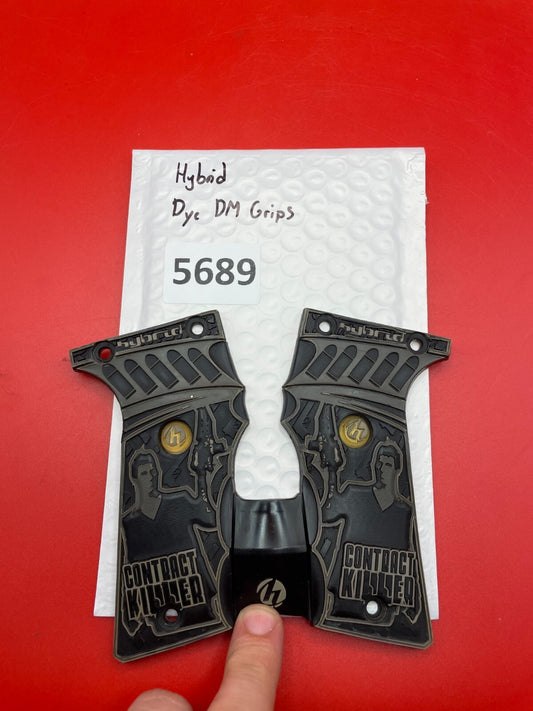 Hybrid
Dye DM Grips
5689
hybrid
hybrid
h
h
CONTRACT
KILLER
CONTRACT
KILLER
h